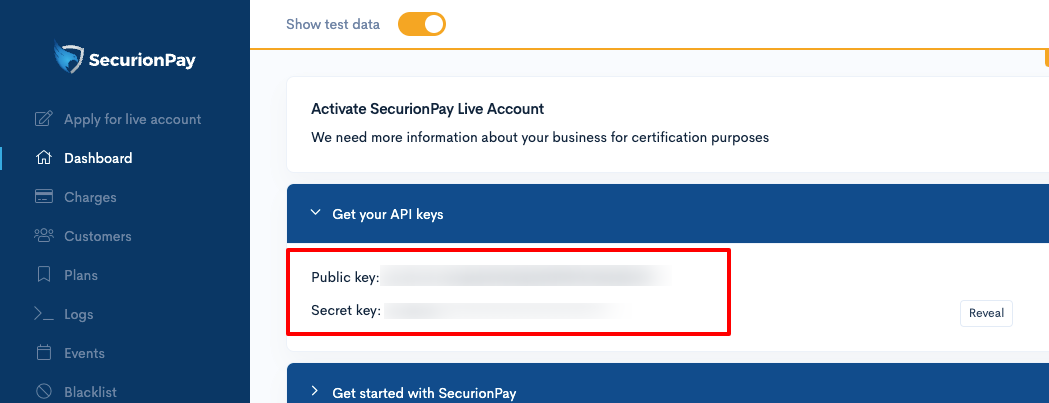 Show test data
SecurionPay
Apply for live account
Dashboard
Charges
Customers
Plans
Logs
Events
Blacklist
Activate SecurionPay Live Account
We need more information about your business for certification purposes
Get your API keys
Public key:
Secret key:
Reveal
Get started with SecurionPay